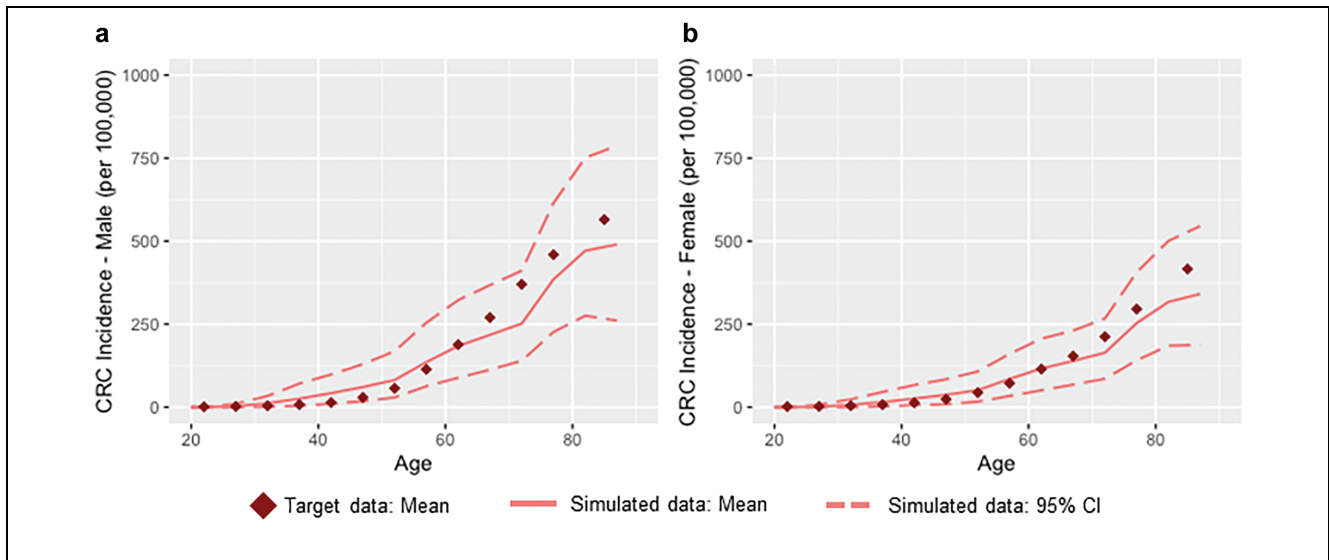 a
CRC Incidence - Male (per 100,000)
1000
750
500
250
0
20 40 60 80
Age
b
CRC Incidence - Female (per 100,000)
1000
750
500
250
0
20 40 60 80
Age
Target data: Mean Simulated data: Mean Simulated data: 95% CI